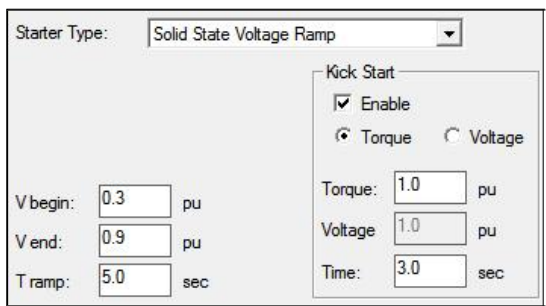 Starter Type: Solid State Voltage Ramp
Kick Start
Enable
Torque Voltage
V begin: 0.3 pu
V end: 0.9 pu
T ramp: 5.0 sec
Torque: 1.0 pu
Voltage 1.0 pu
Time: 3.0 sec